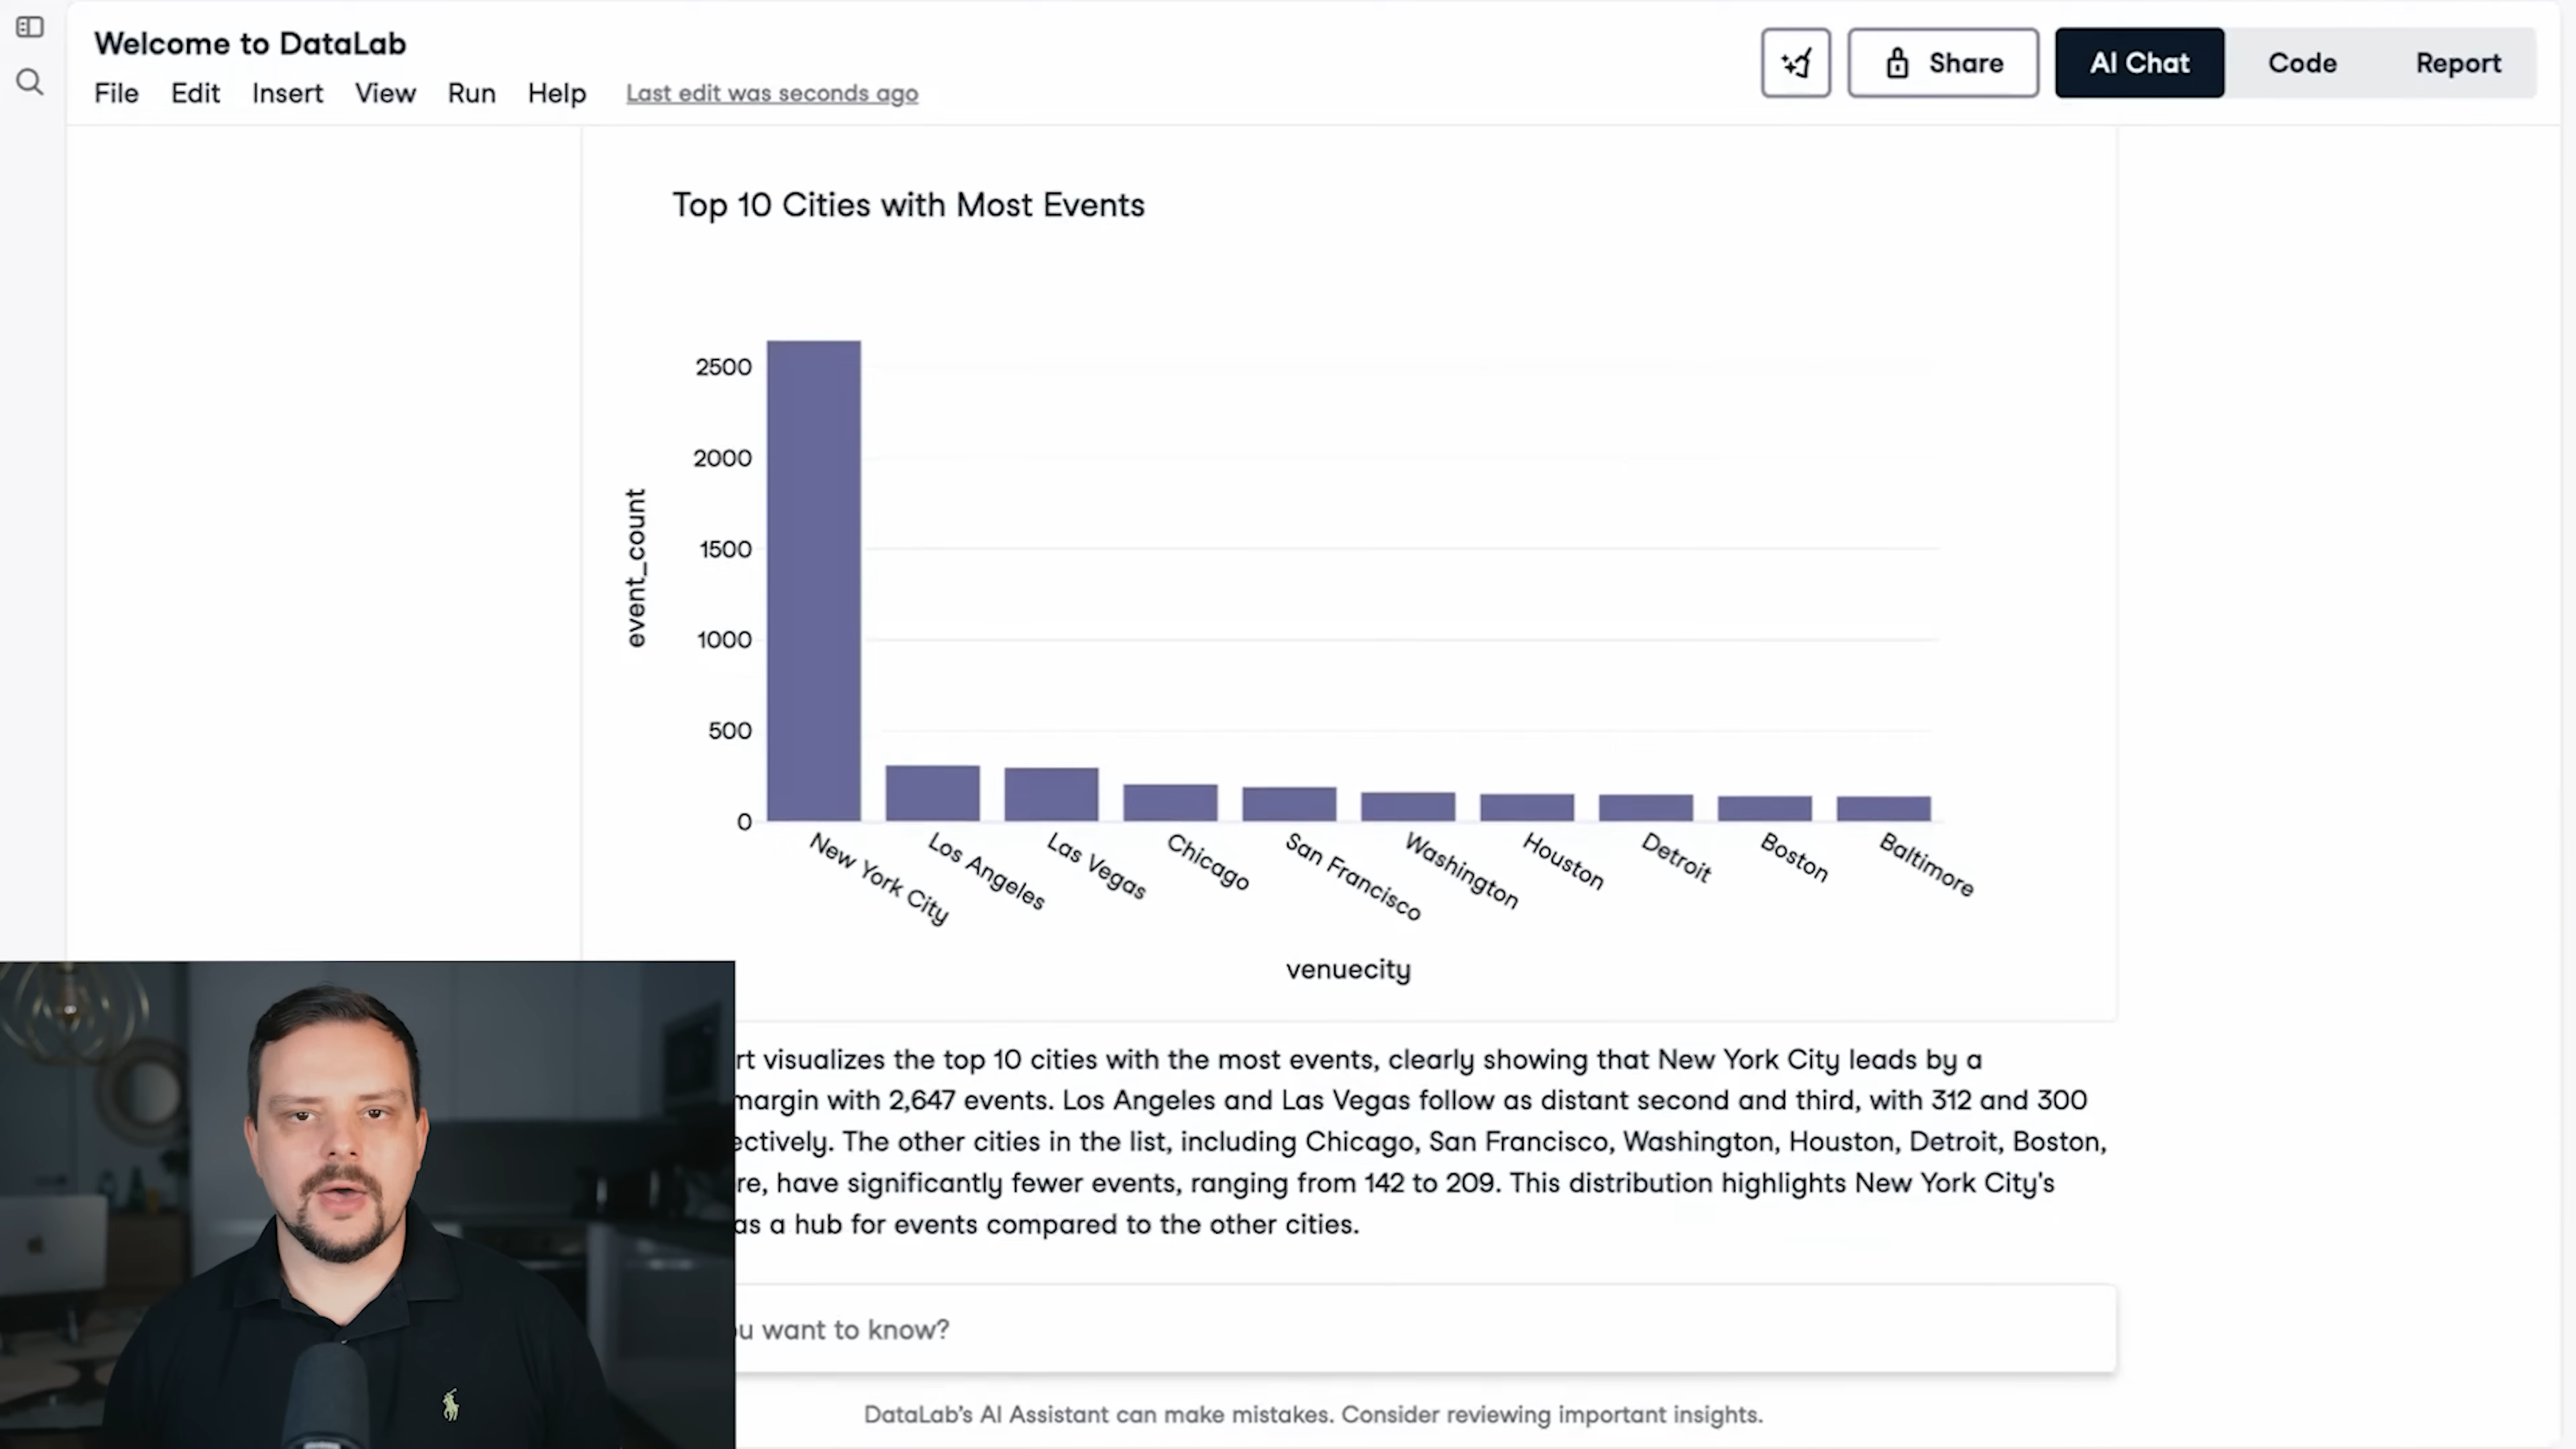 Welcome to DataLab
File Edit Insert View Run Help Last edit was seconds ago
Share AI Chat Code Report
Top 10 Cities with Most Events
event_count
2500
2000
1500
1000
500
0
New York City Los Angeles Las Vegas Chicago San Francisco Washington Houston Detroit Boston Baltimore
venuecity
visualizes the top 10 cities with the most events, clearly showing that New York City leads by a
margin with 2,647 events. Los Angeles and Las Vegas follow as distant second and third, with 312 and 300
The other cities in the list, including Chicago, San Francisco, Washington, Houston, Detroit, Boston,
have significantly fewer events, ranging from 142 to 209. This distribution highlights New York City's
as a hub for events compared to the other cities.
want to know?
DataLab's AI Assistant can make mistakes. Consider reviewing important insights.